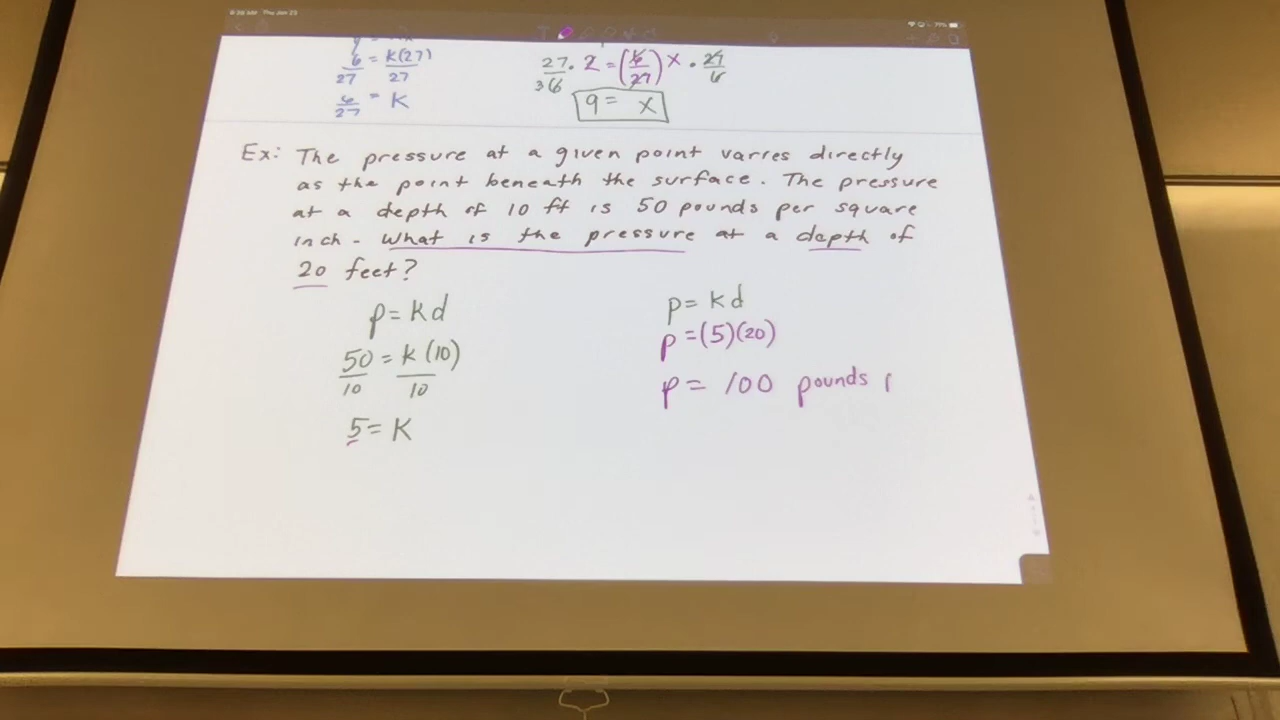 6 = K(27)
27 27
6/27 = K
27/36 · 2 = (6/27) x · 27/6
9 = x
Ex: The pressure at a given point varies directly
as the point beneath the surface. The pressure
at a depth of 10 ft is 50 pounds per square
inch. What is the pressure at a depth of
20 feet?
p = Kd
50 = K(10)
10 10
5 = K
p = Kd
p = (5)(20)
p = 100 pounds